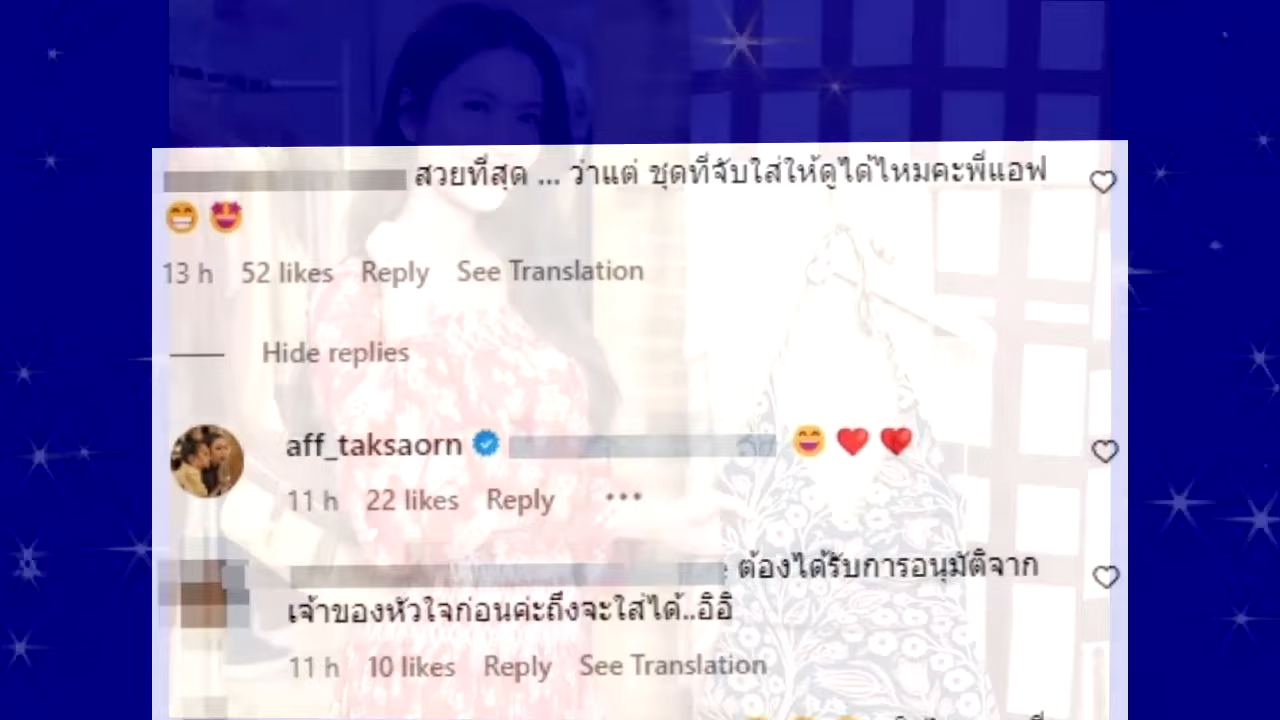 สวยที่สุด ... ว่าแต่ ชุดที่จับใส่ให้ดูได้ไหมคะพี่แอฟ
😁 🤩
13 h 52 likes Reply See Translation
Hide replies
aff_taksaorn 😄 ❤️ ❤️
11 h 22 likes Reply •••
ต้องได้รับการอนุมัติจาก
เจ้าของหัวใจก่อนค่ะถึงจะใส่ได้..อิอิ
11 h 10 likes Reply See Translation